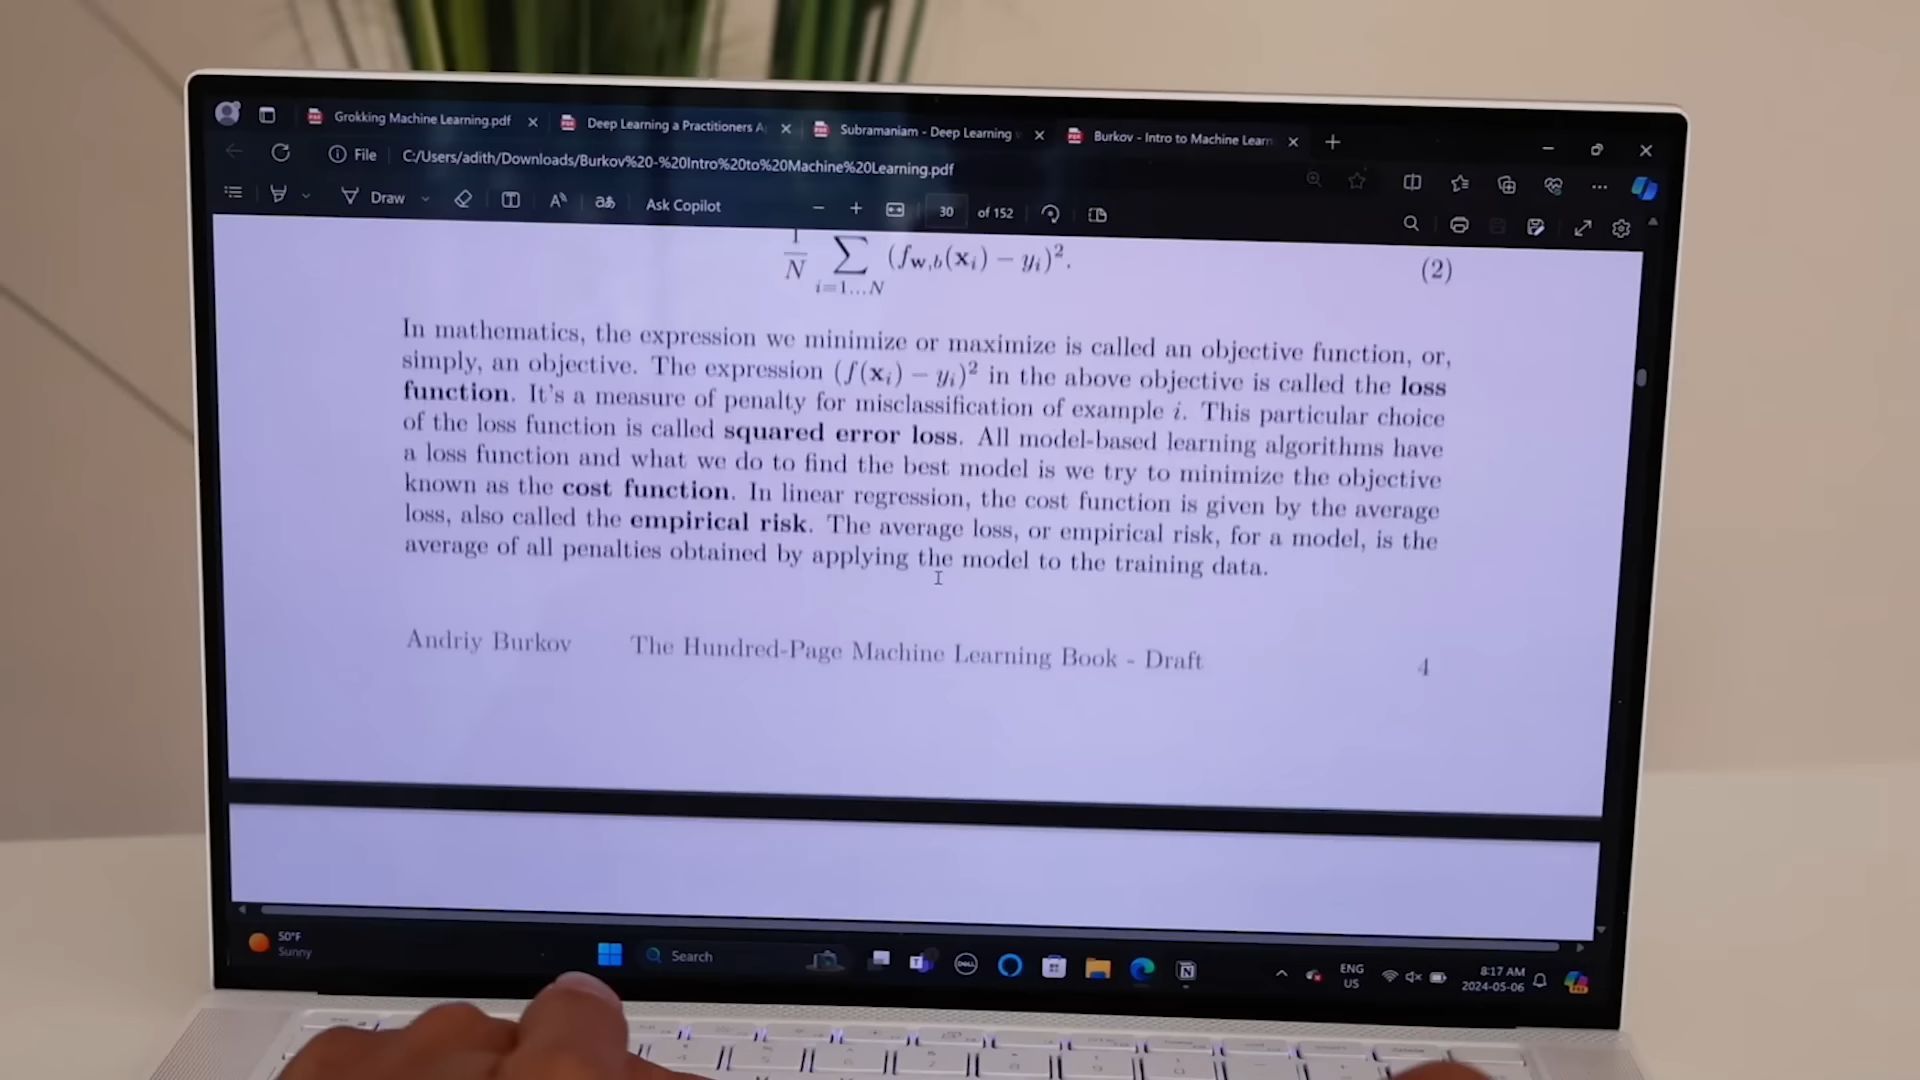 Grokking Machine Learning.pdf
Deep Learning a Practitioners A
Subramaniam - Deep Learning
Burkov - Intro to Machine Learn
File
C:/Users/adith/Downloads/Burkov%20-%20Intro%20to%20Machine%20Learning.pdf
Draw
Ask Copilot
30
of 152
1/N ∑ i=1...N (f𝐰,b(𝐱i) − yi)². (2)
In mathematics, the expression we minimize or maximize is called an objective function, or,
simply, an objective. The expression (f(𝐱i) − yi)² in the above objective is called the loss
function. It's a measure of penalty for misclassification of example i. This particular choice
of the loss function is called squared error loss. All model-based learning algorithms have
a loss function and what we do to find the best model is we try to minimize the objective
known as the cost function. In linear regression, the cost function is given by the average
loss, also called the empirical risk. The average loss, or empirical risk, for a model, is the
average of all penalties obtained by applying the model to the training data.
Andriy Burkov The Hundred-Page Machine Learning Book - Draft 4
50°F
Sunny
Search
DELL
ENG
US
8:17 AM
2024-05-06